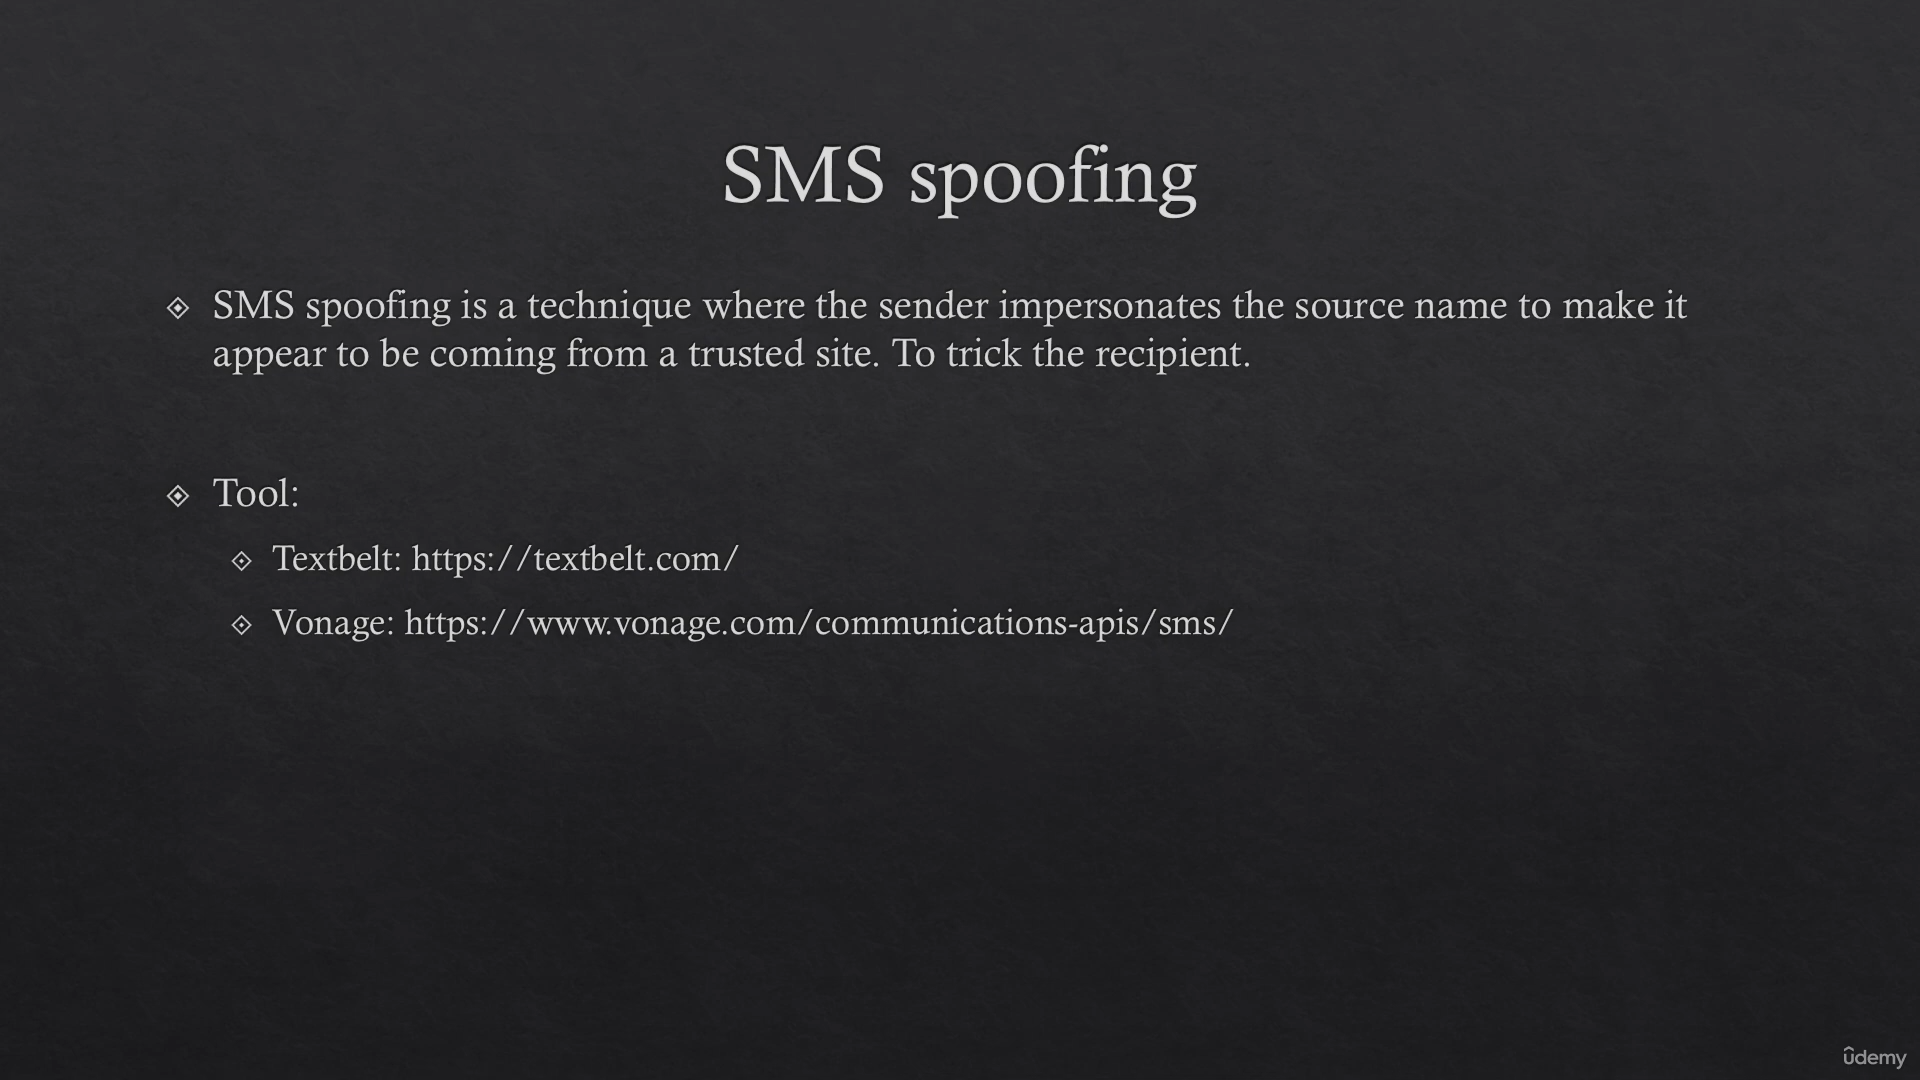 SMS spoofing
SMS spoofing is a technique where the sender impersonates the source name to make it
appear to be coming from a trusted site. To trick the recipient.
Tool:
Textbelt: https://textbelt.com/
Vonage: https://www.vonage.com/communications-apis/sms/
ûdemy